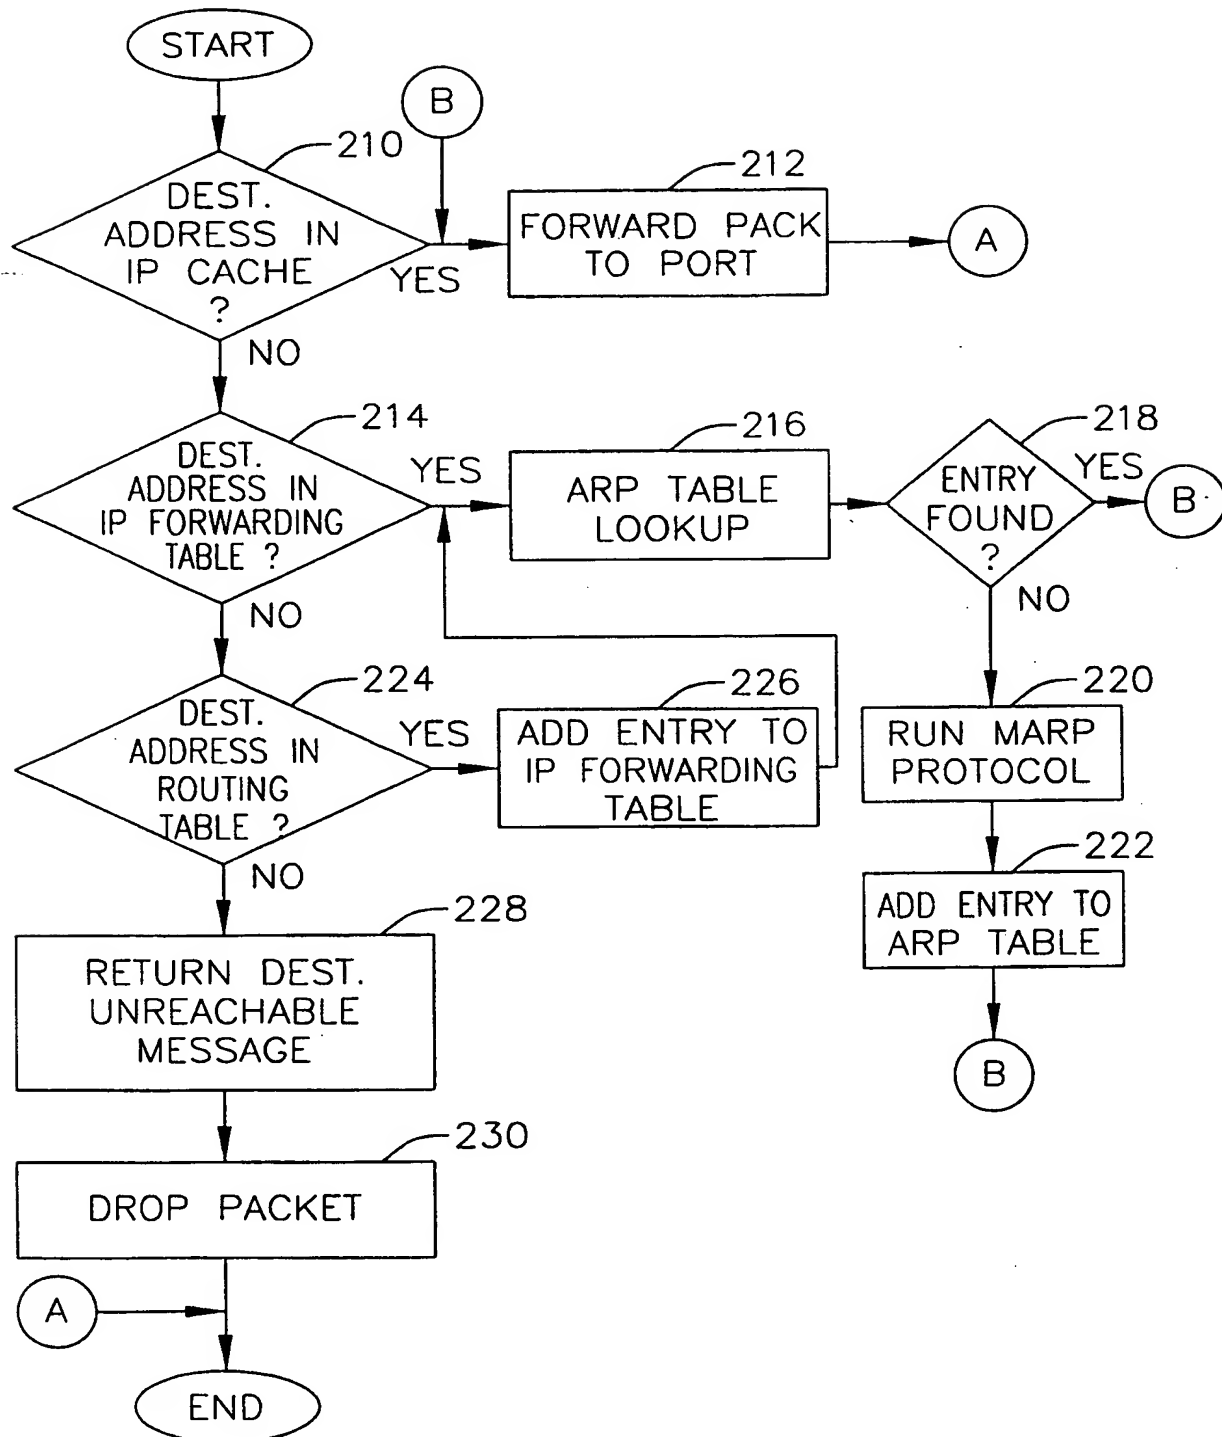 START
B
210
DEST.
ADDRESS IN
IP CACHE
?
YES
NO
212
FORWARD PACK
TO PORT
A
214
DEST.
ADDRESS IN
IP FORWARDING
TABLE ?
YES
NO
216
ARP TABLE
LOOKUP
218
ENTRY
FOUND
?
YES
B
NO
220
RUN MARP
PROTOCOL
222
ADD ENTRY TO
ARP TABLE
B
224
DEST.
ADDRESS IN
ROUTING
TABLE ?
YES
NO
226
ADD ENTRY TO
IP FORWARDING
TABLE
228
RETURN DEST.
UNREACHABLE
MESSAGE
230
DROP PACKET
A
END